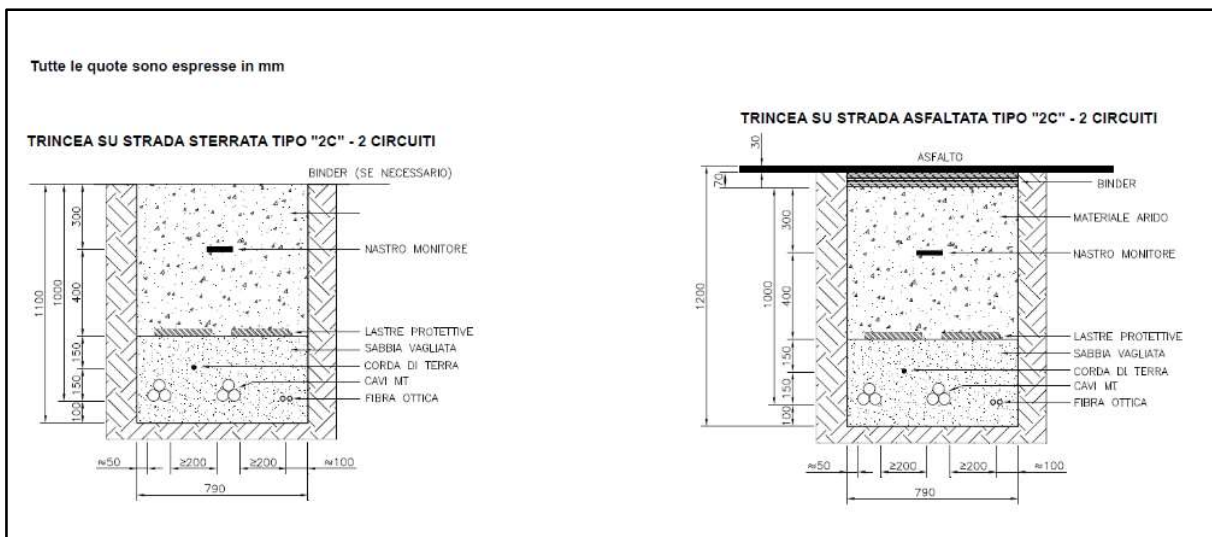 Tutte le quote sono espresse in mm
TRINCEA SU STRADA STERRATA TIPO "2C" - 2 CIRCUITI
BINDER (SE NECESSARIO)
NASTRO MONITORE
LASTRE PROTETTIVE
SABBIA VAGLIATA
CORDA DI TERRA
CAVI MT
FIBRA OTTICA
1100
1000
300
400
150
150
100
≈50
≥200
≥200
≈100
790
TRINCEA SU STRADA ASFALTATA TIPO "2C" - 2 CIRCUITI
ASFALTO
BINDER
MATERIALE ARIDO
NASTRO MONITORE
LASTRE PROTETTIVE
SABBIA VAGLIATA
CORDA DI TERRA
CAVI MT
FIBRA OTTICA
30
70
1200
1000
300
400
150
150
100
≈50
≥200
≥200
≈100
790